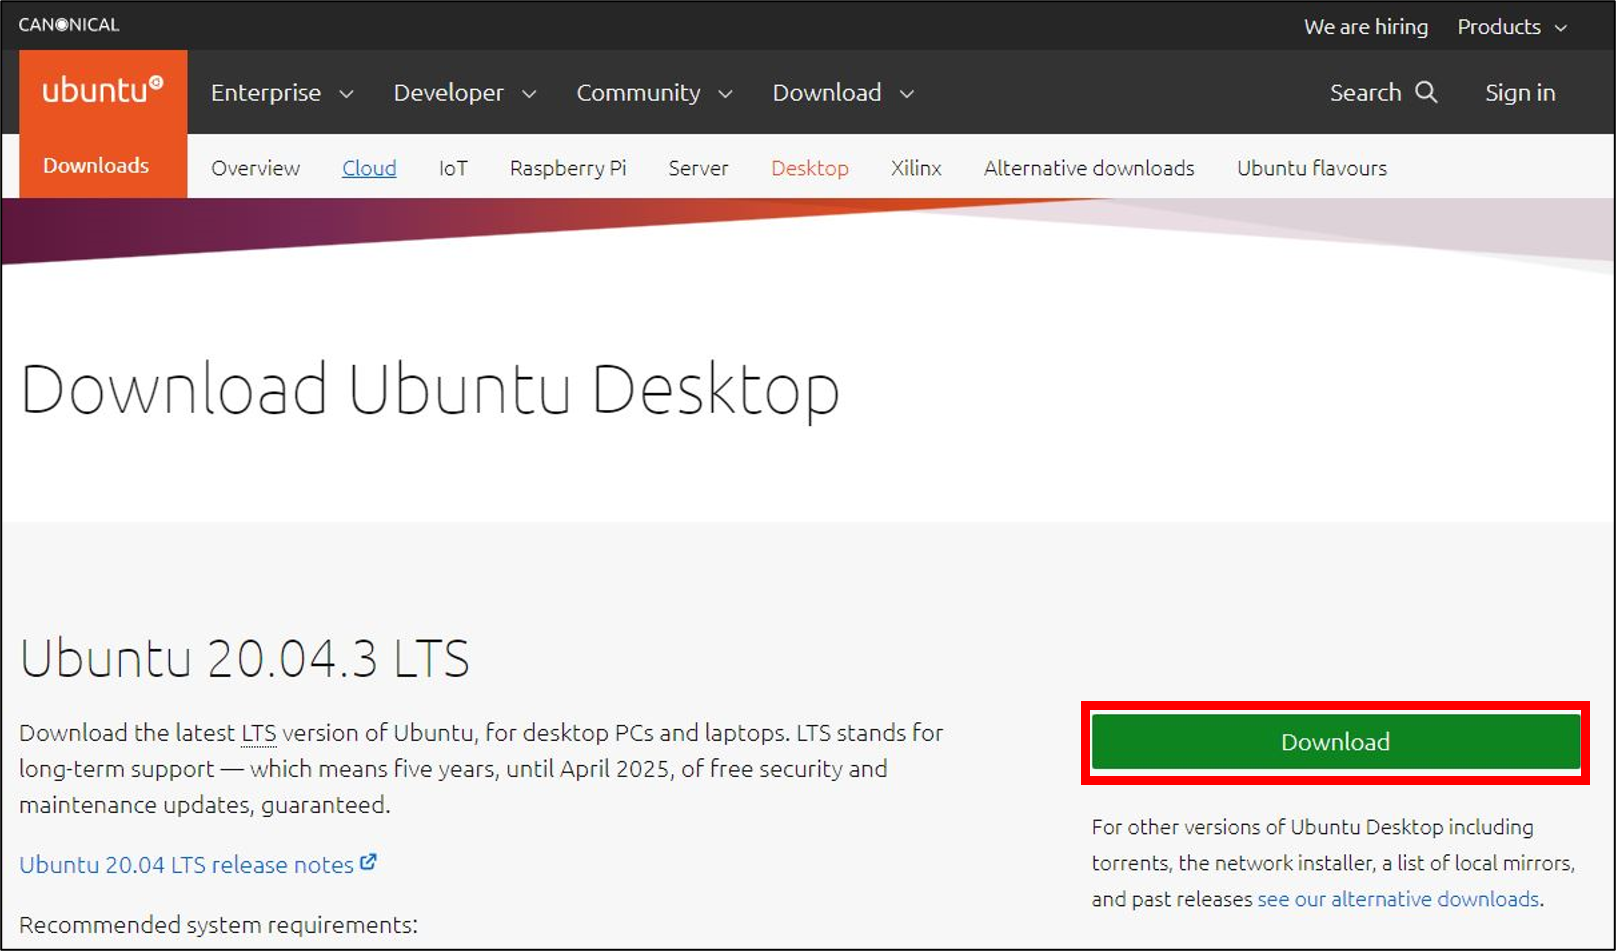 CANONICAL
We are hiring Products
ubuntu
Enterprise Developer Community Download Search Sign in
Downloads Overview Cloud IoT Raspberry Pi Server Desktop Xilinx Alternative downloads Ubuntu flavours
Download Ubuntu Desktop
Ubuntu 20.04.3 LTS
Download the latest LTS version of Ubuntu, for desktop PCs and laptops. LTS stands for
long-term support — which means five years, until April 2025, of free security and
maintenance updates, guaranteed.
Ubuntu 20.04 LTS release notes
Recommended system requirements:
Download
For other versions of Ubuntu Desktop including
torrents, the network installer, a list of local mirrors,
and past releases see our alternative downloads.